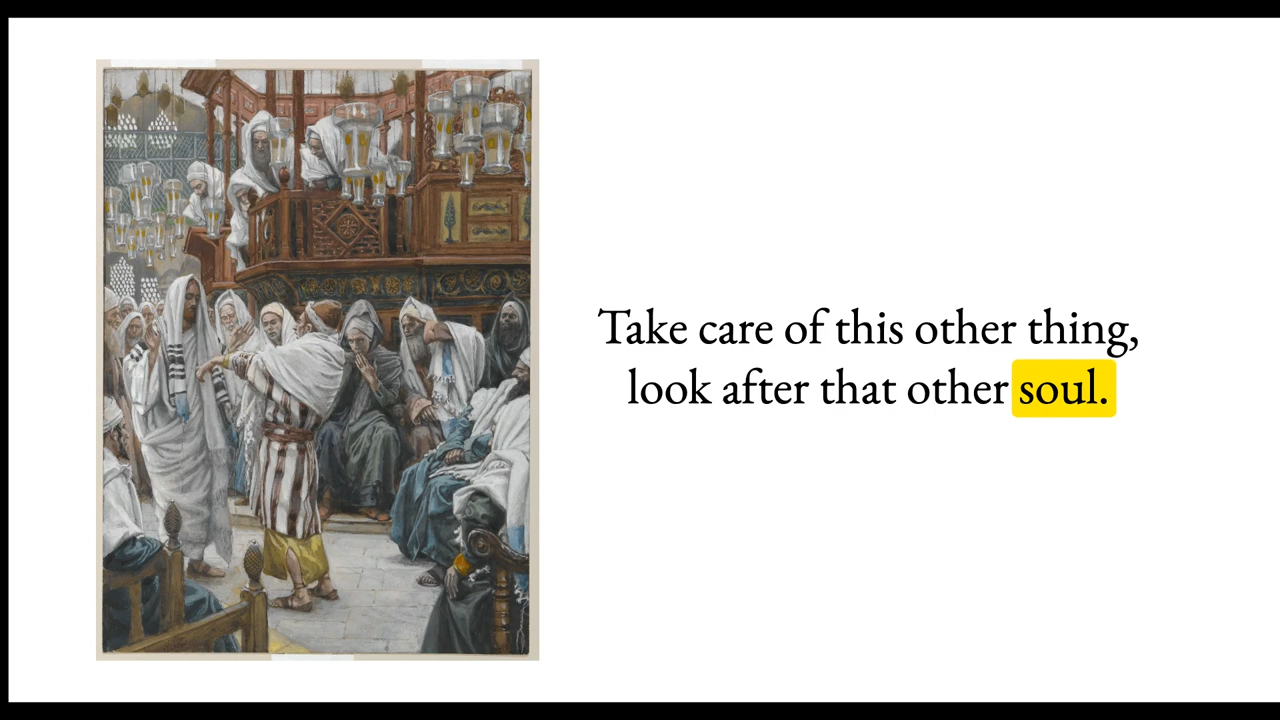 Take care of this other thing,
look after that other soul.